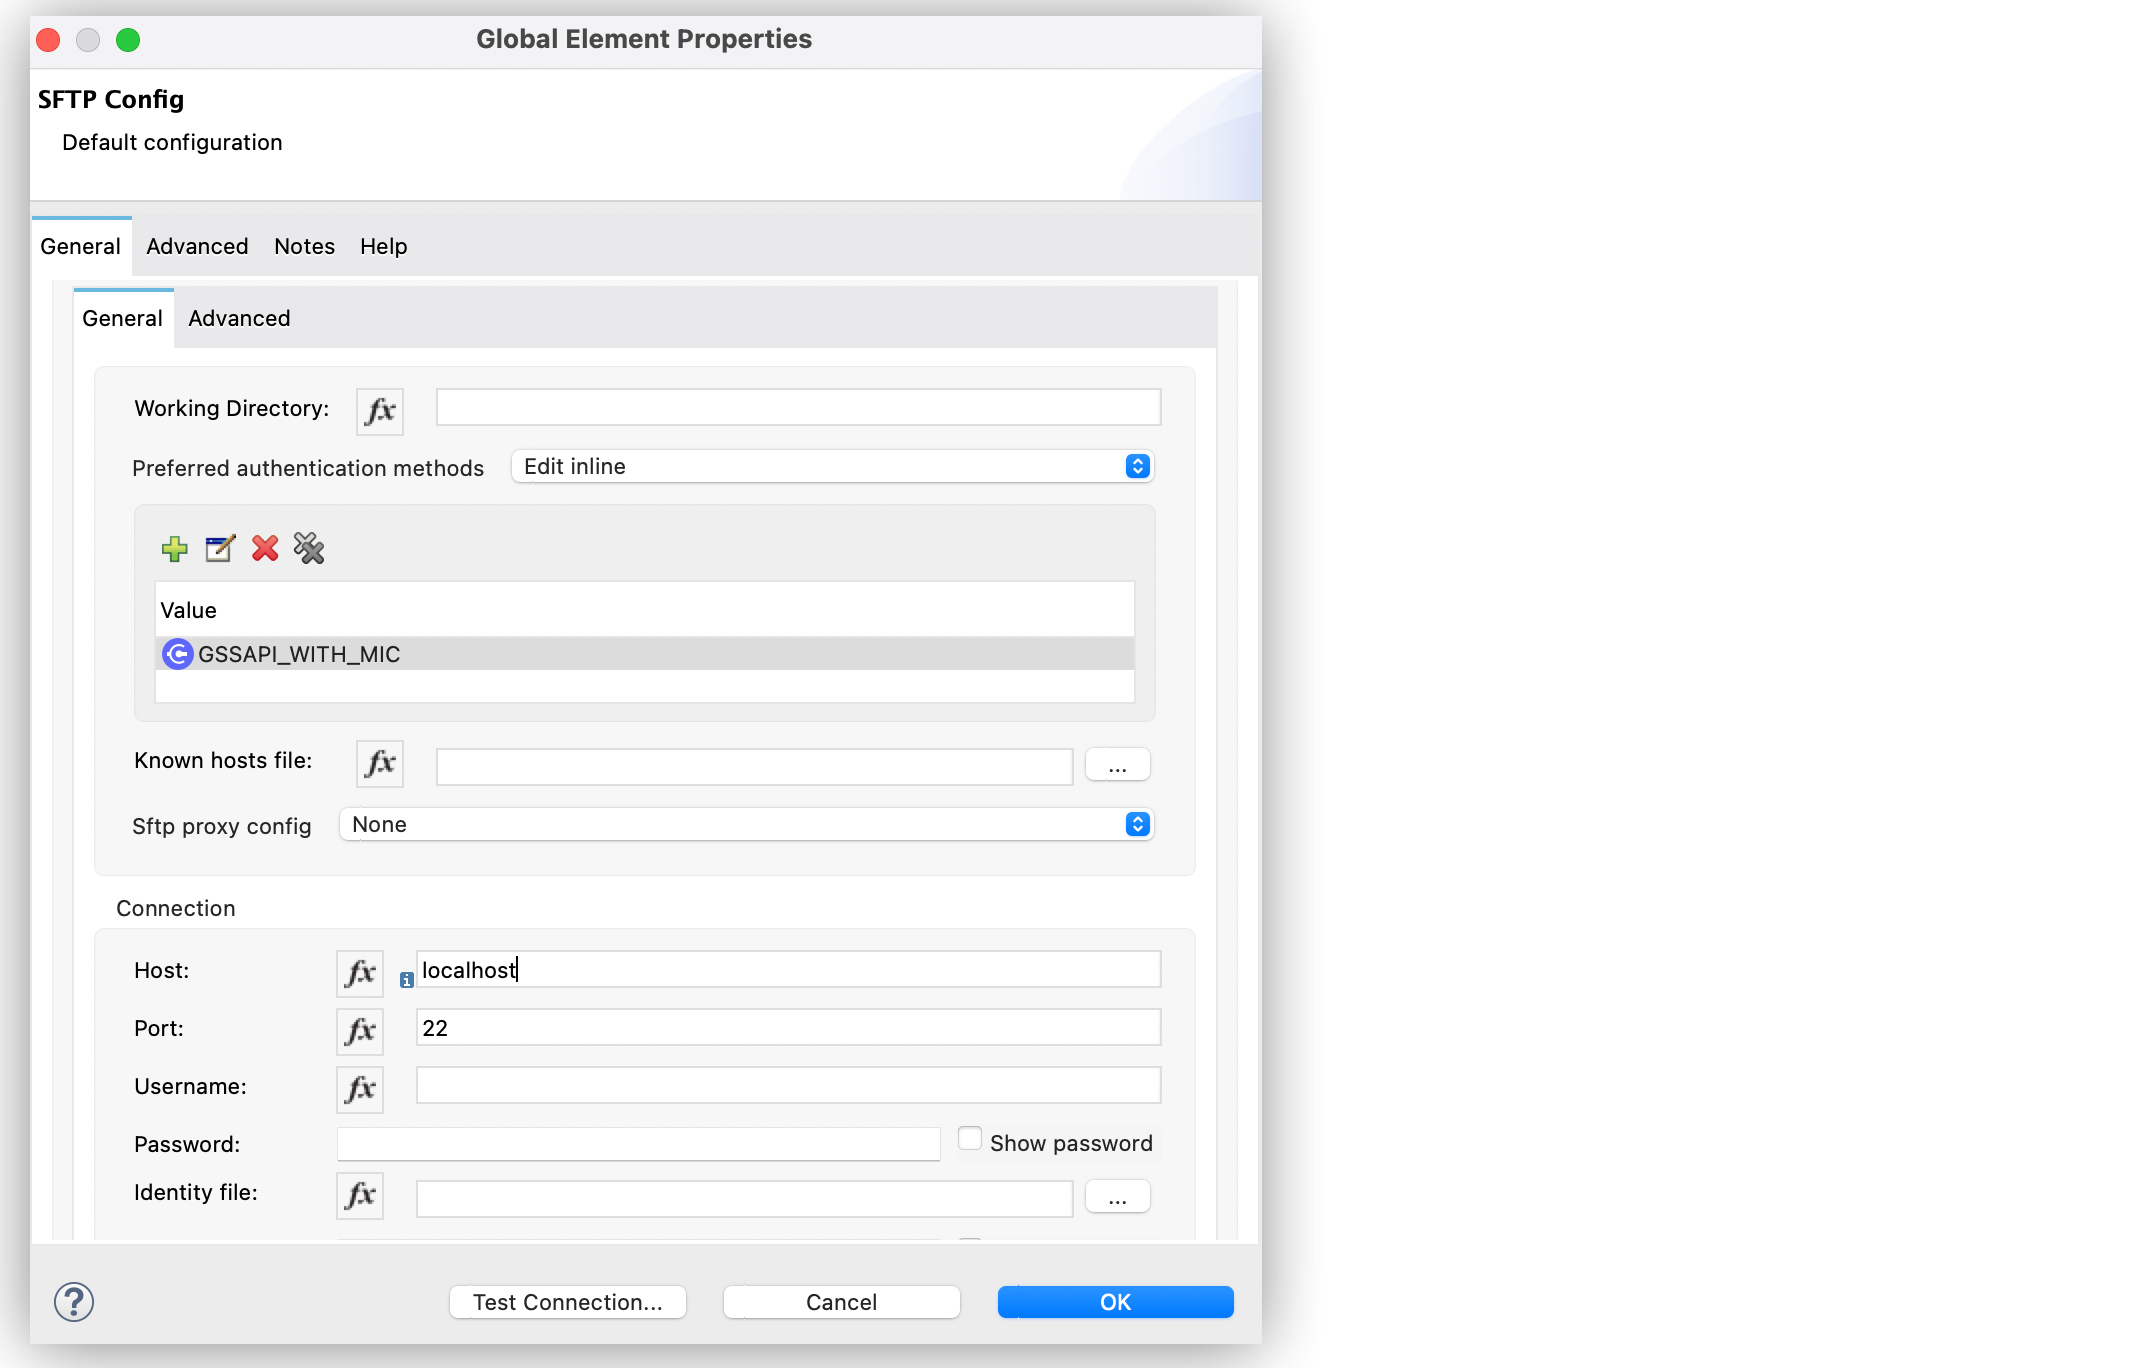 Global Element Properties
SFTP Config
Default configuration
General Advanced Notes Help
General Advanced
Working Directory: fx
Preferred authentication methods Edit inline
Value
GSSAPI_WITH_MIC
Known hosts file: fx ...
Sftp proxy config None
Connection
Host: fx i localhost
Port: fx 22
Username: fx
Password: Show password
Identity file: fx ...
? Test Connection... Cancel OK